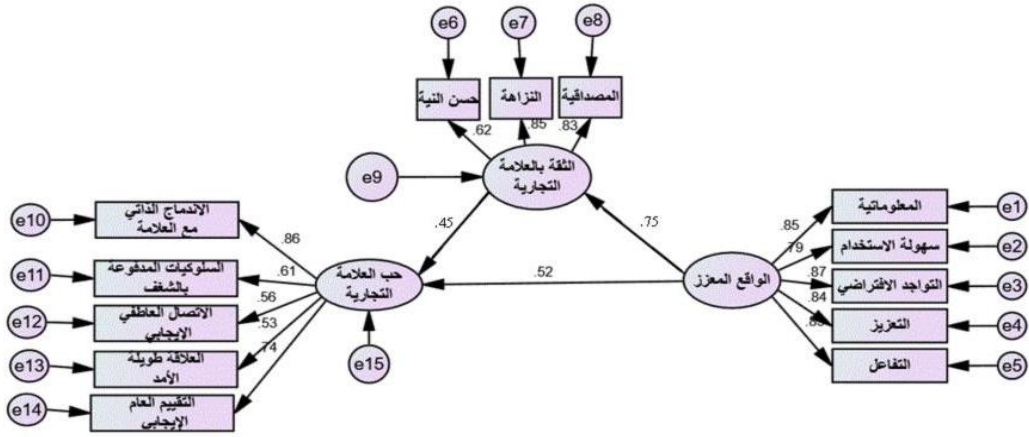 e6
e7
e8
حسن النية
النزاهة
المصداقية
.62
.85
.83
الثقة بالعلامة
التجارية
e9
.45
.75
.52
الواقع المعزز
حب العلامة
التجارية
e15
.85
.79
.87
.84
المعلوماتية
سهولة الاستخدام
التواجد الافتراضي
التعزيز
التفاعل
e1
e2
e3
e4
e5
e10
e11
e12
e13
e14
الاندماج الذاتي
مع العلامة
السلوكيات المدفوعة
بالشغف
الاتصال العاطفي
الإيجابي
العلاقة طويلة
الأمد
التقييم العام
الإيجابي
.86
.61
.56
.53
.74